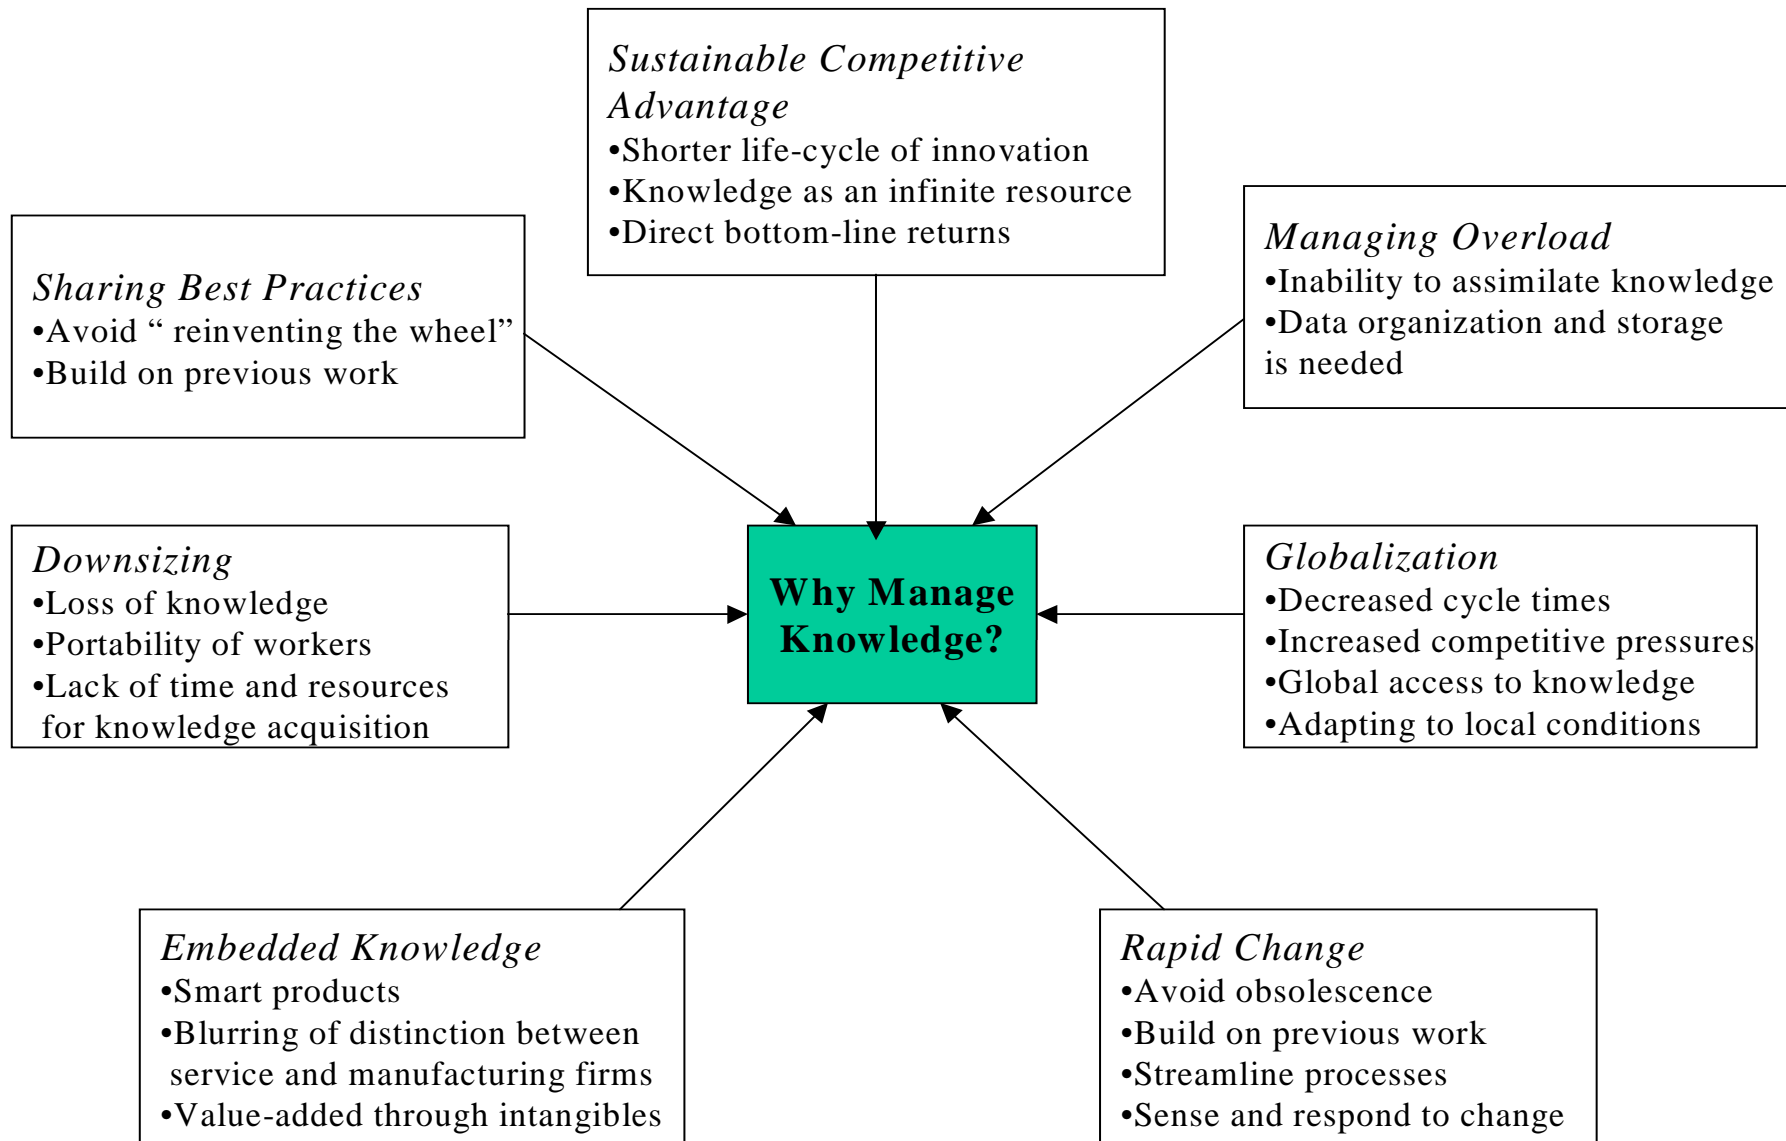 Sustainable Competitive
Advantage
•Shorter life-cycle of innovation
•Knowledge as an infinite resource
•Direct bottom-line returns
Sharing Best Practices
•Avoid “ reinventing the wheel”
•Build on previous work
Managing Overload
•Inability to assimilate knowledge
•Data organization and storage
is needed
Downsizing
•Loss of knowledge
•Portability of workers
•Lack of time and resources
for knowledge acquisition
Why Manage
Knowledge?
Globalization
•Decreased cycle times
•Increased competitive pressures
•Global access to knowledge
•Adapting to local conditions
Embedded Knowledge
•Smart products
•Blurring of distinction between
service and manufacturing firms
•Value-added through intangibles
Rapid Change
•Avoid obsolescence
•Build on previous work
•Streamline processes
•Sense and respond to change